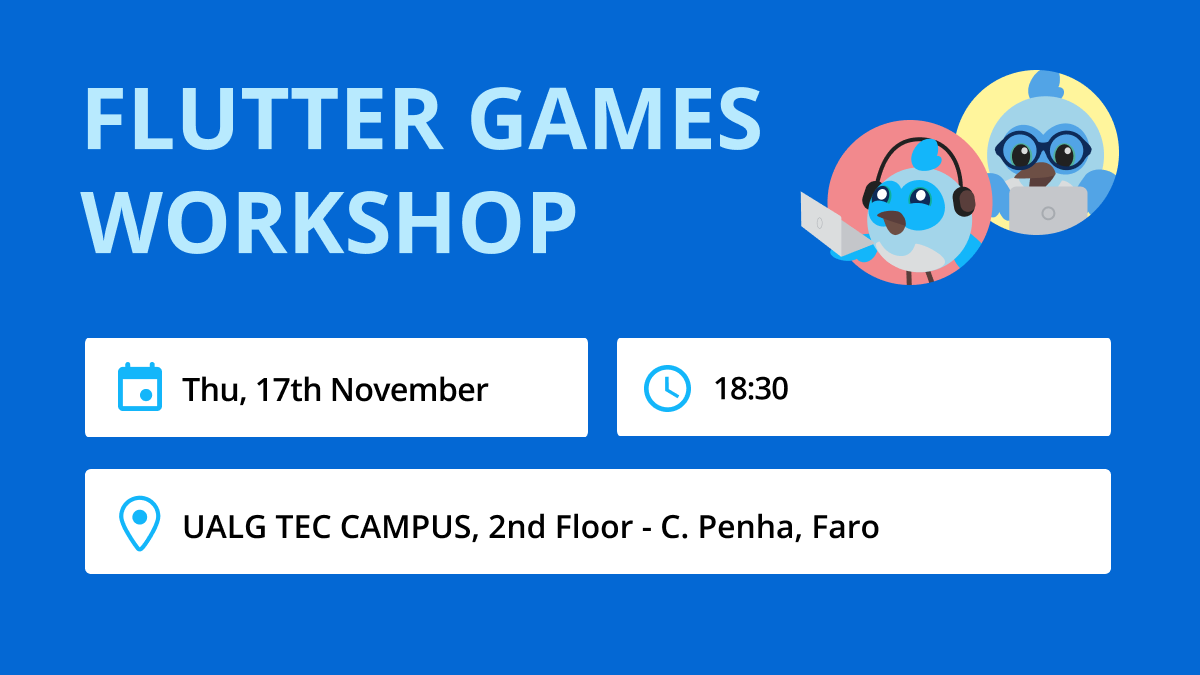 FLUTTER GAMES
WORKSHOP
Thu, 17th November
18:30
UALG TEC CAMPUS, 2nd Floor - C. Penha, Faro